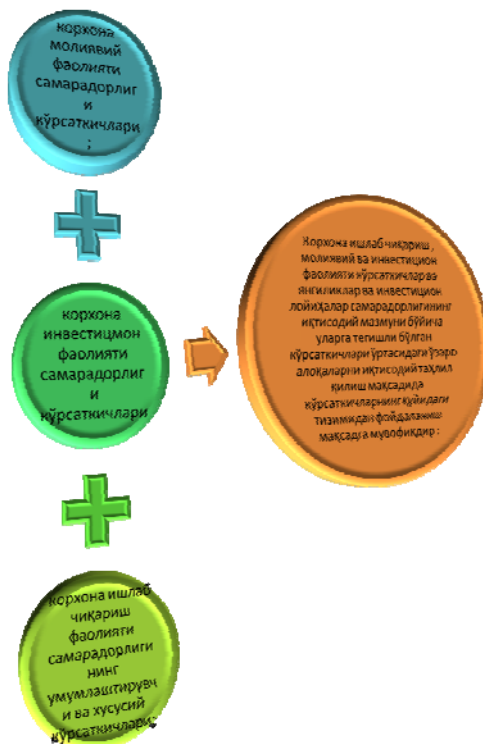 корхона
молиявий
фаолияти
самарадорлиг
и
кўрсаткичлари
;
корхона
инвестицмон
фаолияти
самарадорлиг
и
кўрсаткичлари
корхона ишлаб
чиқариш
фаолияти
самарадорлиги
нинг
умумлаштирувч
и ва хусусий
кўрсаткичлари;
Корхона ишлаб чиқариш ,
молиявий ва инвестицион
фаолияти кўрсаткичлар ва
янгиликлар ва инвестицион
лойиҳалар самарадорлигининг
иқтисодий мазмуни бўйича
уларга тегишли бўлган
кўрсаткичлари ўртасидаги ўзаро
алоқаларни иқтисодий таҳлил
қилиш мақсадида
кўрсаткичларнинг қуйидаги
тизимидан фойдаланиш
мақсадга мувофиқдир :